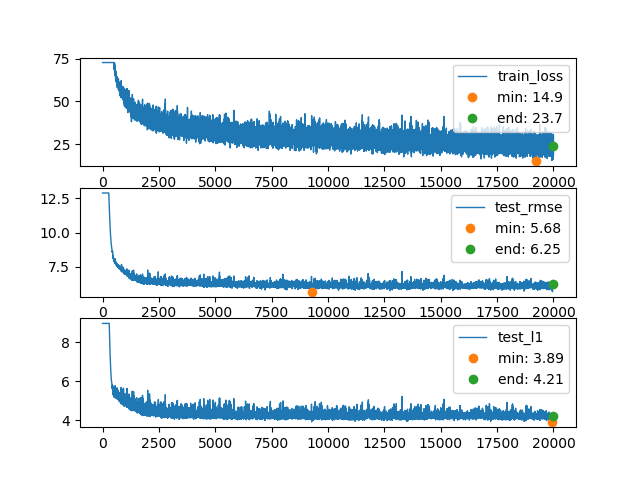 75
50
25
train_loss
min: 14.9
end: 23.7
0 2500 5000 7500 10000 12500 15000 17500 20000
12.5
10.0
7.5
test_rmse
min: 5.68
end: 6.25
0 2500 5000 7500 10000 12500 15000 17500 20000
8
6
4
test_l1
min: 3.89
end: 4.21
0 2500 5000 7500 10000 12500 15000 17500 20000